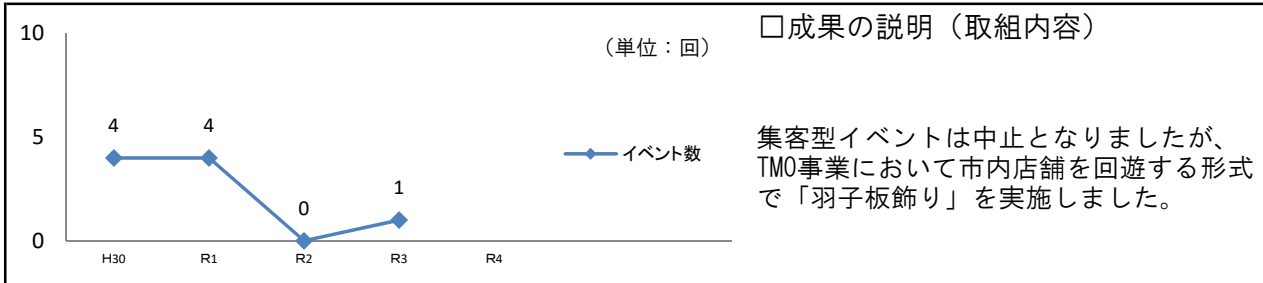 10
5
0
（単位：回）
4
4
0
1
イベント数
H30
R1
R2
R3
R4
□成果の説明（取組内容）
集客型イベントは中止となりましたが、
TMO事業において市内店舗を回遊する形式
で「羽子板飾り」を実施しました。